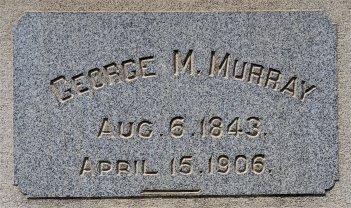 GEORGE M. MURRAY
AUG. 6. 1843.
APRIL 15. 1906